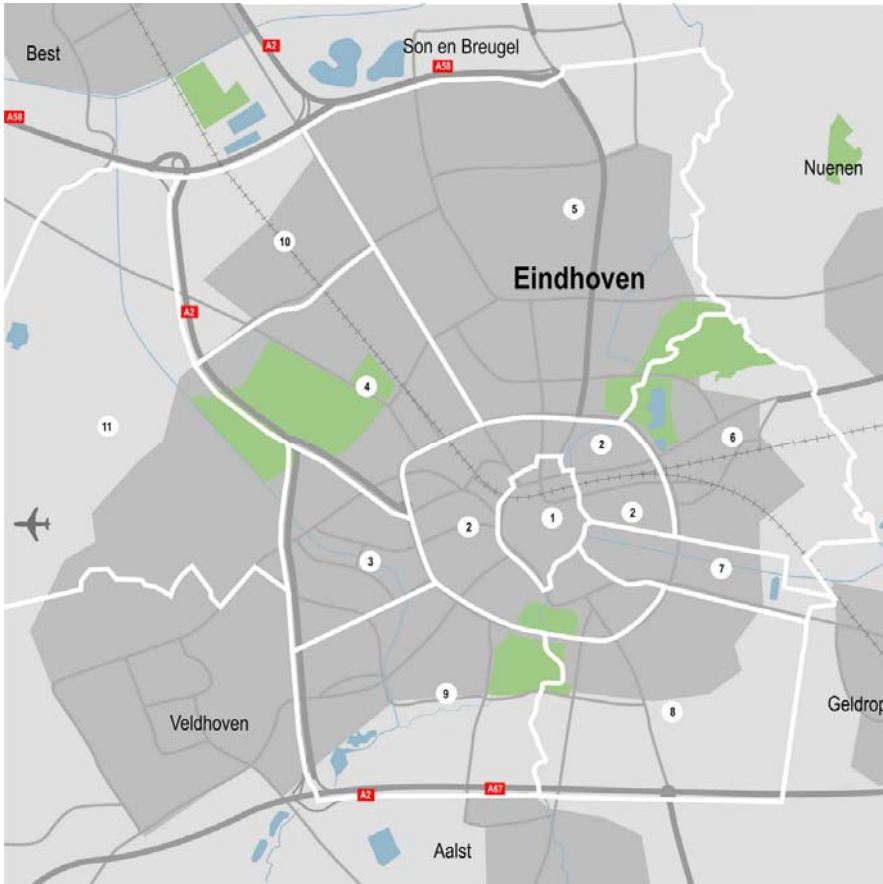 A2
Best
Son en Breugel
A58
A58
Nuenen
5
10
Eindhoven
A2
4
11
6
2
2
1
2
3
7
9
8
Veldhoven
Geldrop
A2
A67
Aalst